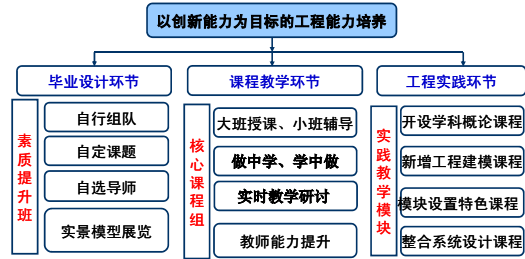 以创新能力为目标的工程能力培养
毕业设计环节
课程教学环节
工程实践环节
素质提升班
自行组队
自定课题
自选导师
实景模型展览
核心课程组
大班授课、小班辅导
做中学、学中做
实时教学研讨
教师能力提升
实践教学模块
开设学科概论课程
新增工程建模课程
模块设置特色课程
整合系统设计课程